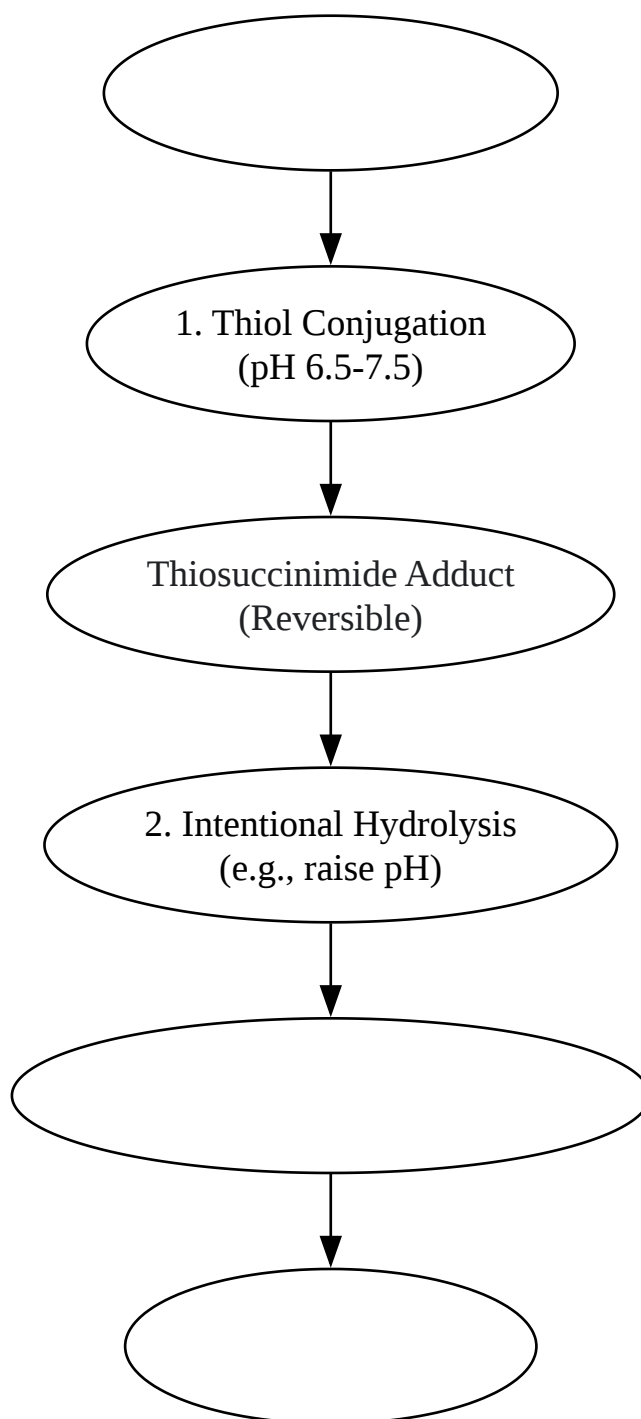 1. Thiol Conjugation
(pH 6.5-7.5)
Thiosuccinimide Adduct
(Reversible)
2. Intentional Hydrolysis
(e.g., raise pH)